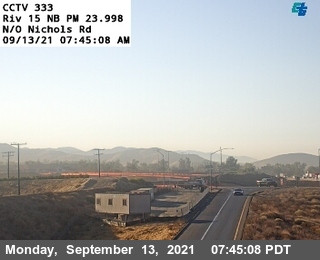 CCTV 333
Riv 15 NB PM 23.998
N/O Nichols Rd
09/13/21 07:45:08 AM
Monday, September 13, 2021 07:45:08 PDT